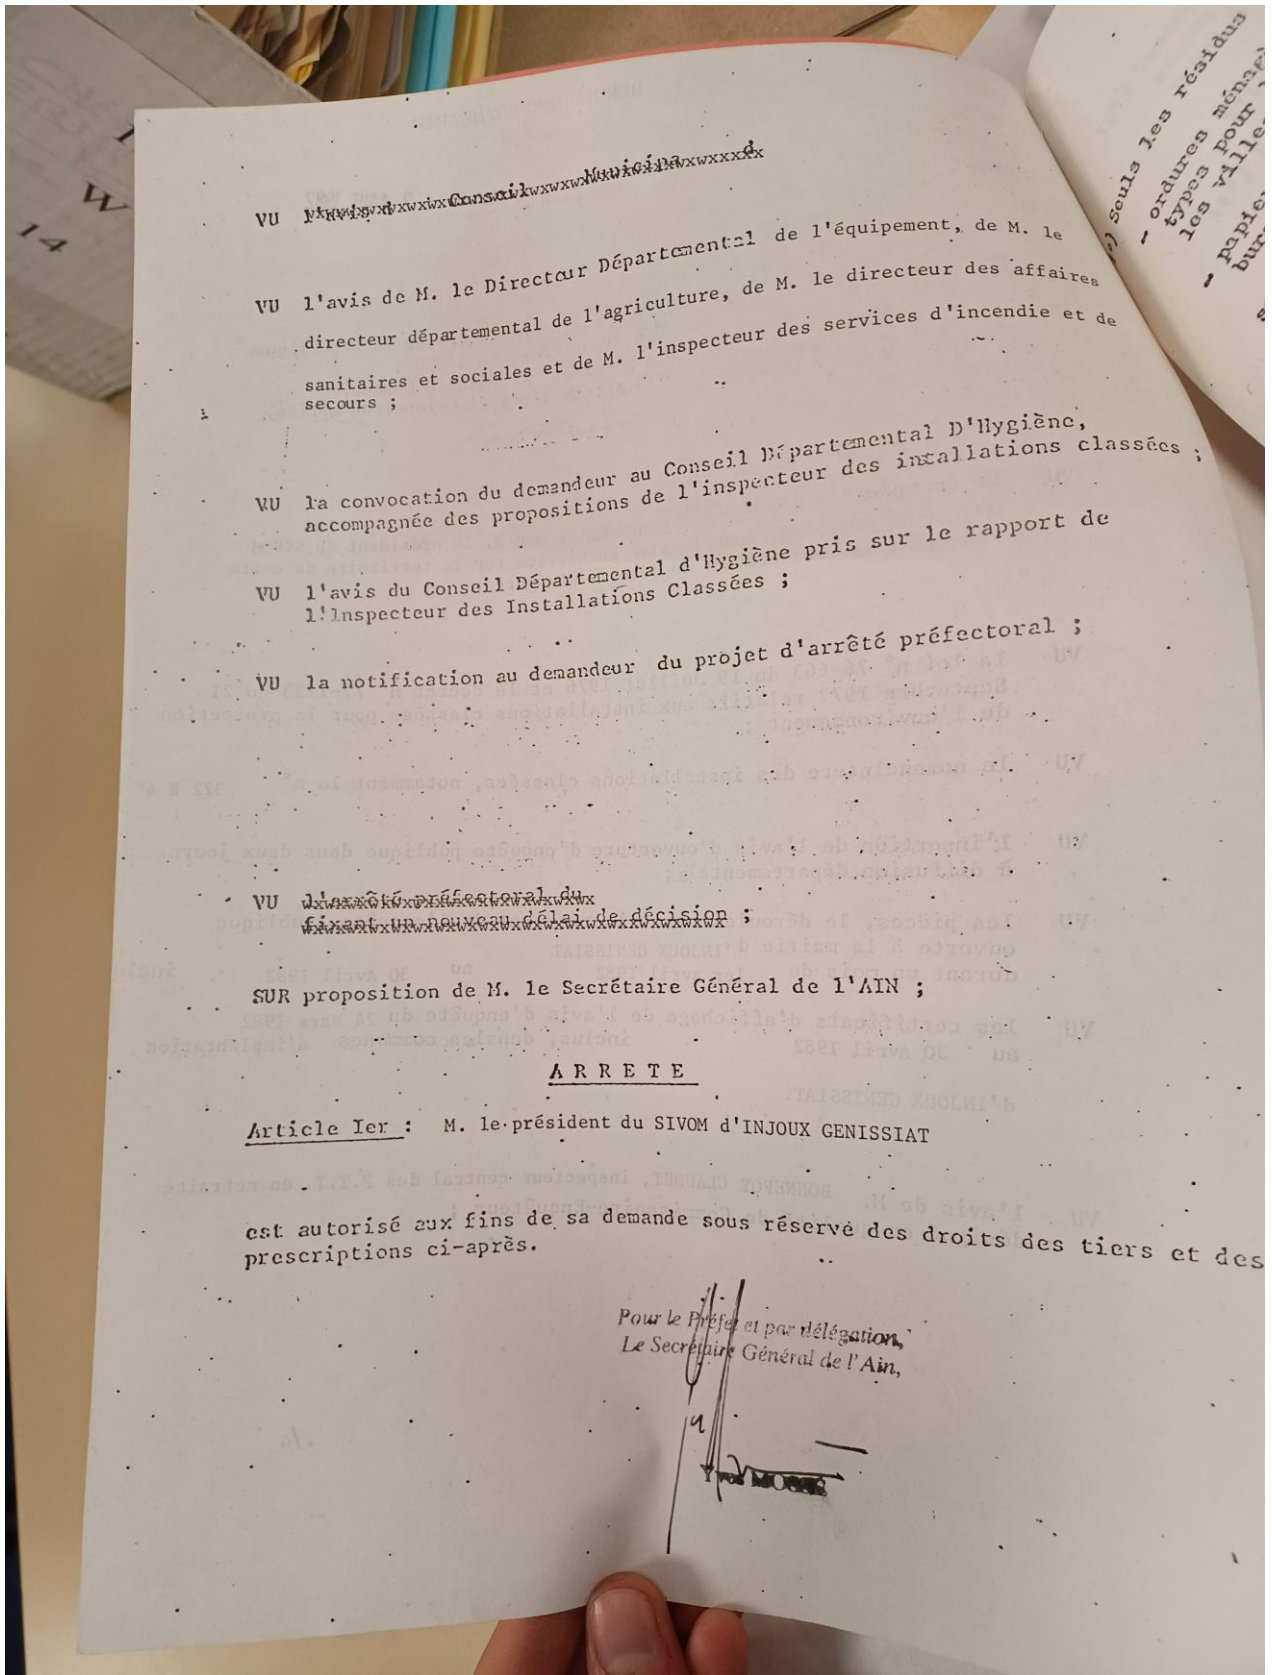 VU l'avis d Conseil Municipa d
VU l'avis de M. le Directeur Départemental de l'équipement, de M. le
directeur départemental de l'agriculture, de M. le directeur des affaires
sanitaires et sociales et de M. l'inspecteur des services d'incendie et de
secours ;
VU la convocation du demandeur au Conseil Départemental D'Hygiène,
accompagnée des propositions de l'inspecteur des intallations classées ;
VU l'avis du Conseil Départemental d'Hygiène pris sur le rapport de
l'Inspecteur des Installations Classées ;
VU la notification au demandeur du projet d'arrêté préfectoral ;
VU l'arrêté préfectoral du
fixant un nouveau délai de décision ;
SUR proposition de M. le Secrétaire Général de l'AIN ;
ARRETE
Article Ier : M. le président du SIVOM d'INJOUX GENISSIAT
est autorisé aux fins de sa demande sous réserve des droits des tiers et des
prescriptions ci-après.
Pour le Préfet et par délégation,
Le Secrétaire Général de l'Ain,
Yves
Seuls les résidus
- ordures ménag
types pour
les ville
- papie
bur
W
14